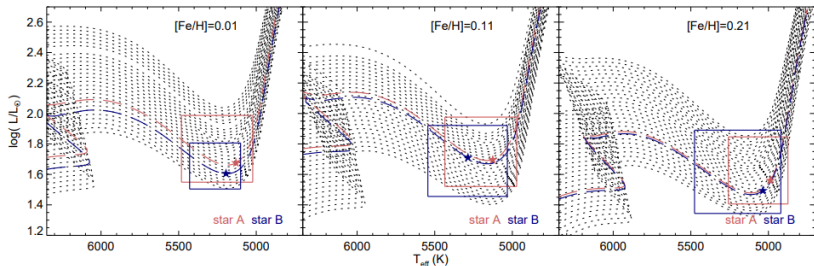 [Fe/H]=0.01 [Fe/H]=0.11 [Fe/H]=0.21
2.6
2.4
2.2
2.0
1.8
1.6
1.4
1.2
log( L/L☉)
star A star B star A star B star A star B
6000 5500 5000 6000 5500 5000 6000 5500 5000
Teff (K)